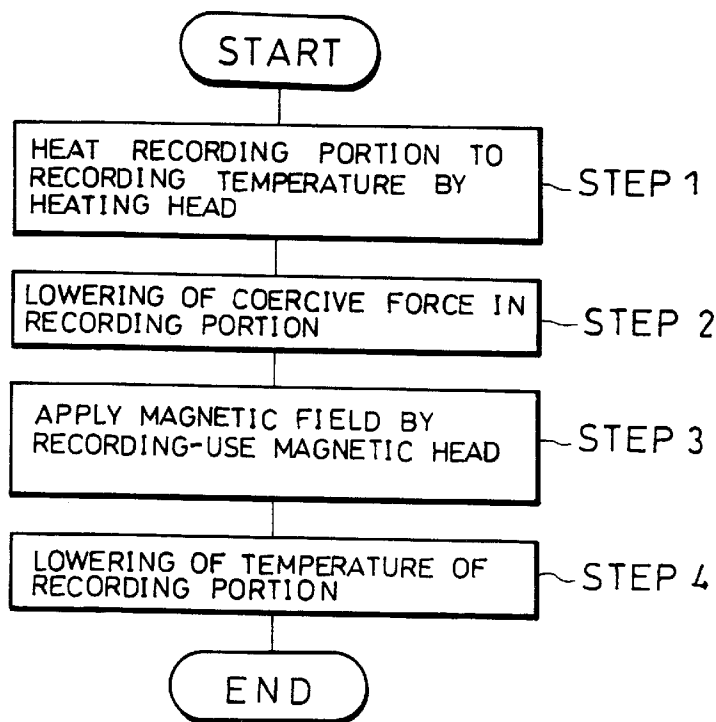 START
HEAT RECORDING PORTION TO
RECORDING TEMPERATURE BY
HEATING HEAD
STEP 1
LOWERING OF COERCIVE FORCE IN
RECORDING PORTION
STEP 2
APPLY MAGNETIC FIELD BY
RECORDING-USE MAGNETIC HEAD
STEP 3
LOWERING OF TEMPERATURE OF
RECORDING PORTION
STEP 4
END